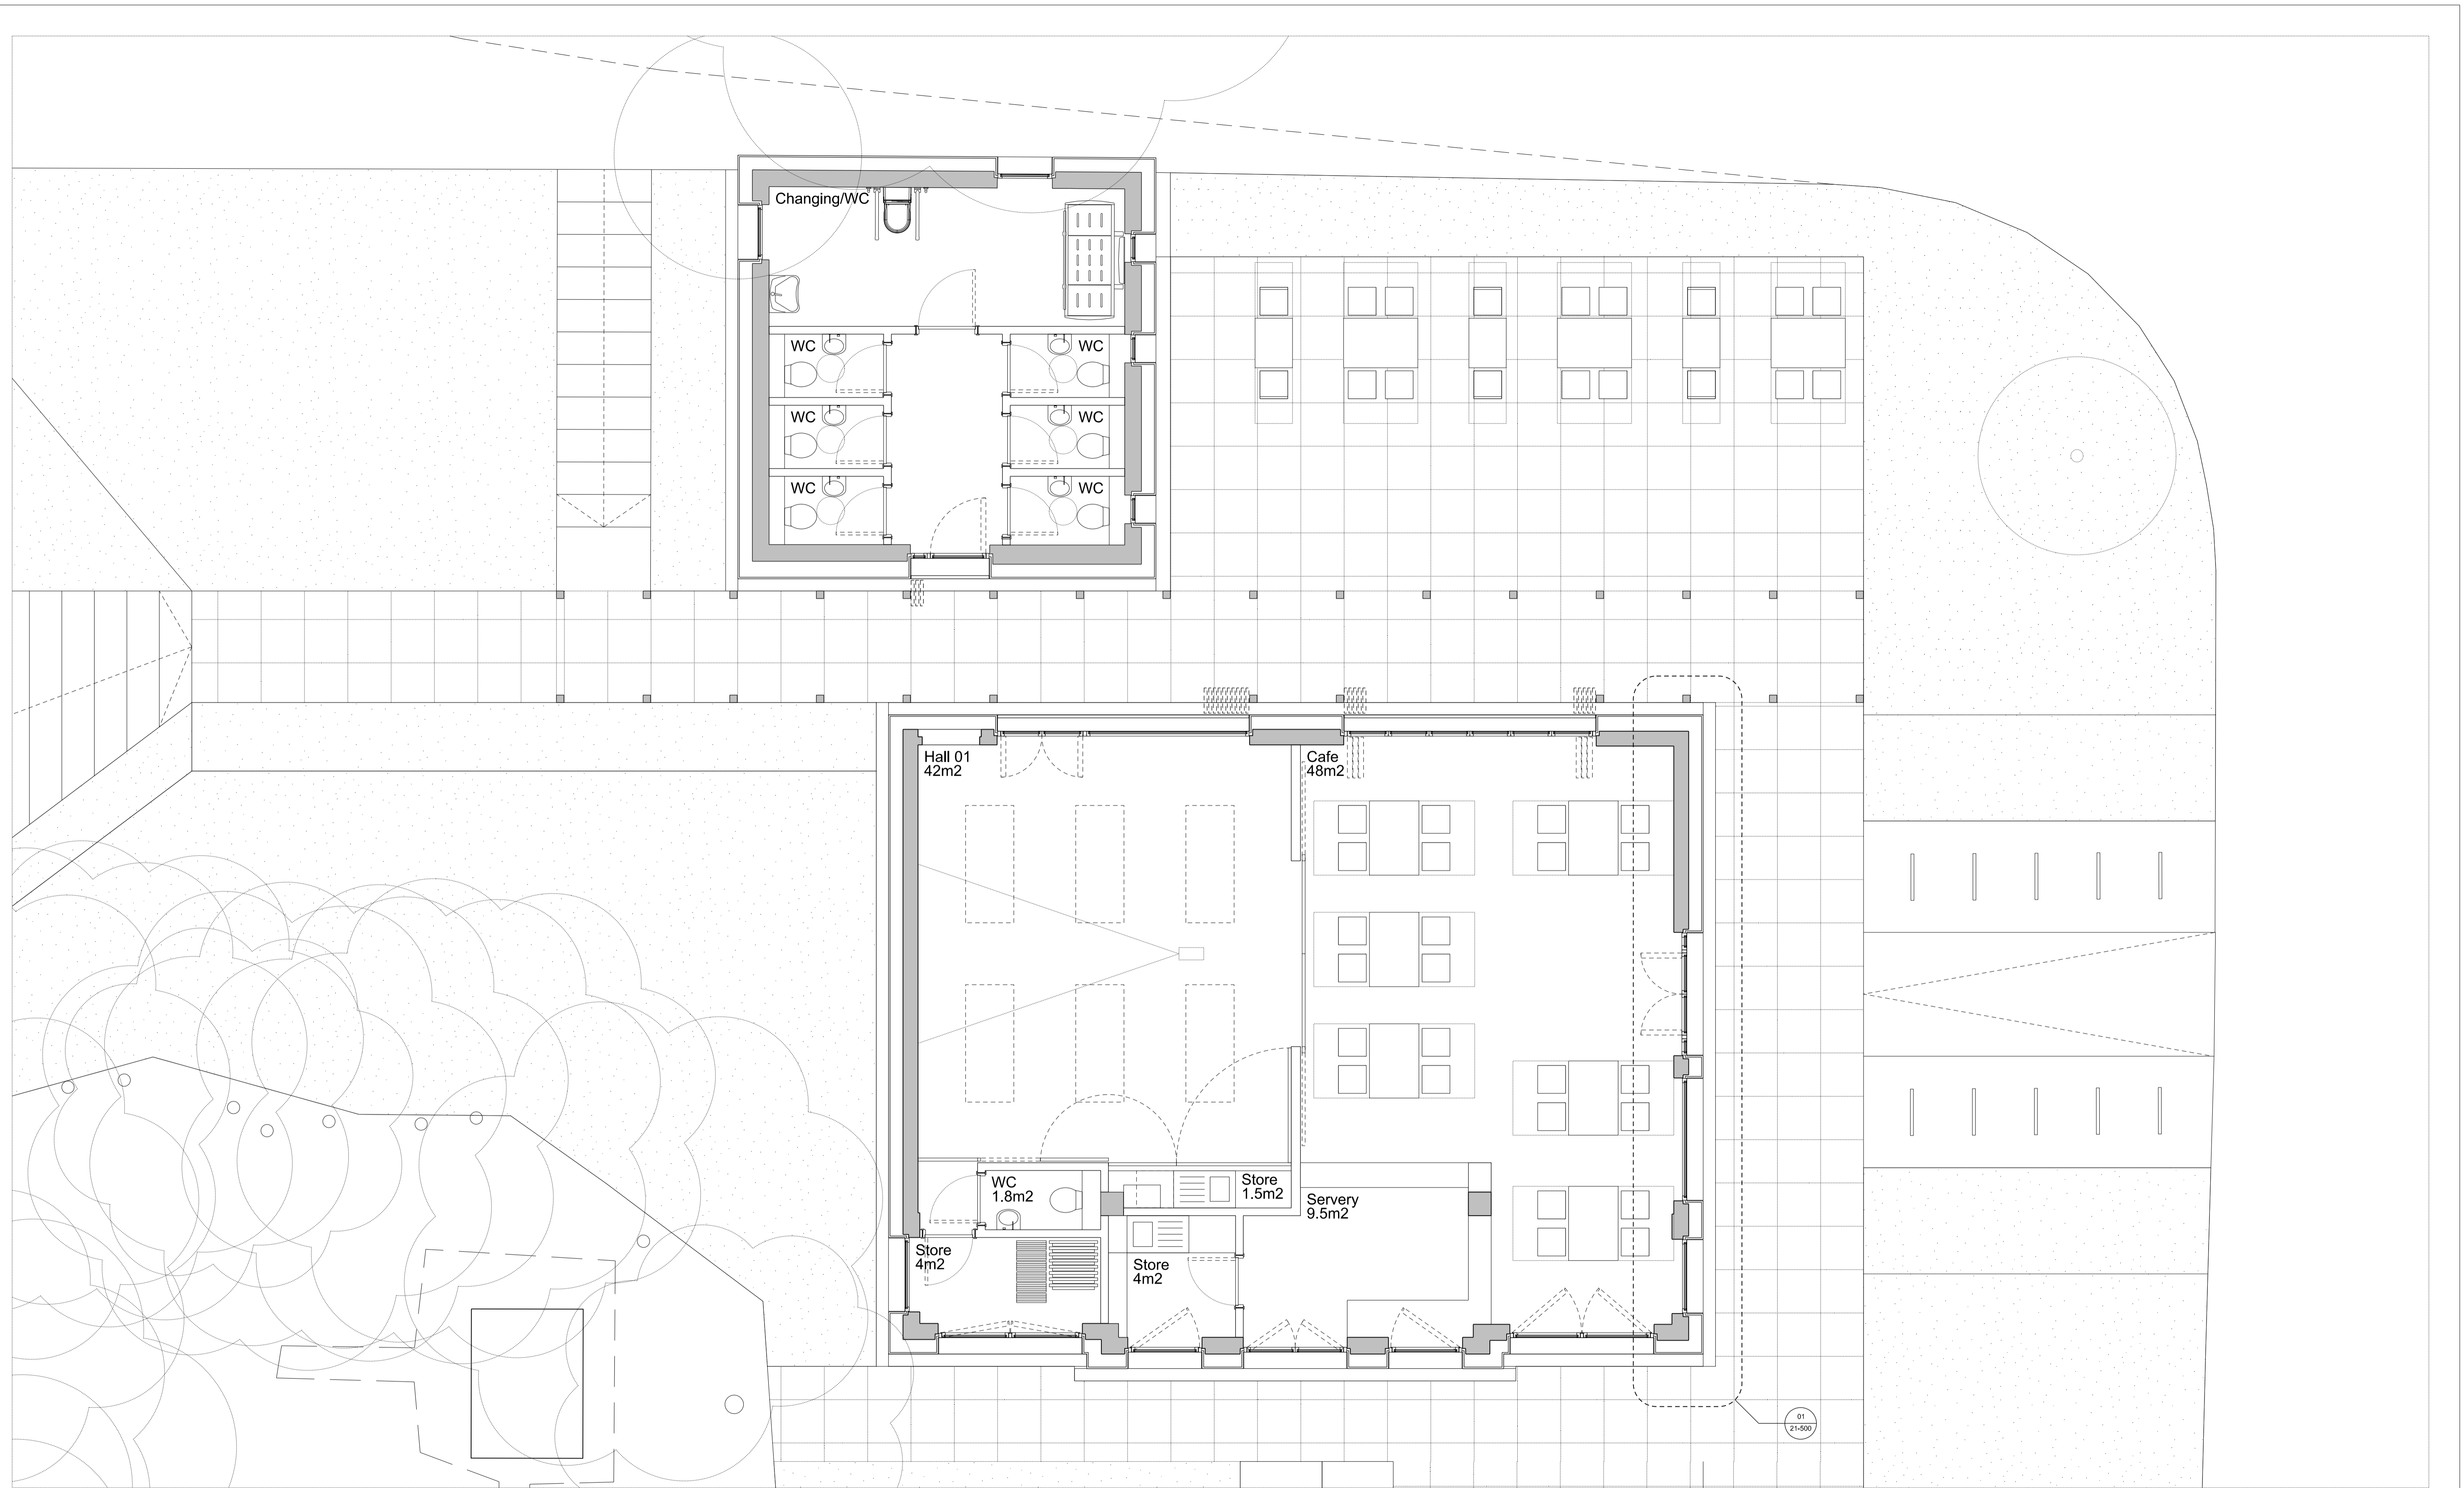 Changing/WC
WC
WC
WC
WC
WC
WC
Hall 01
42m2
Cafe
48m2
WC
1.8m2
Store
1.5m2
Servery
9.5m2
Store
4m2
Store
4m2
01
21-500